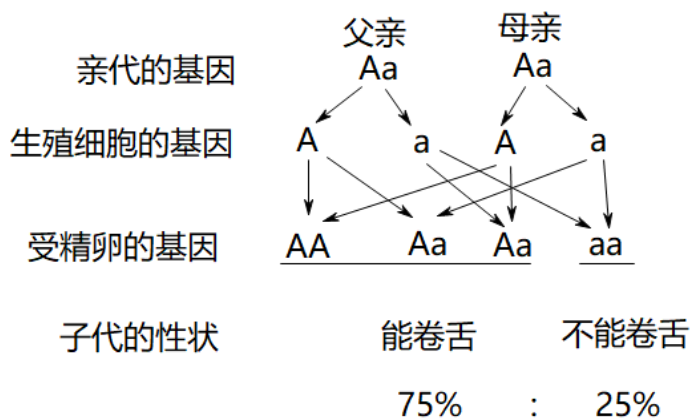 父亲 母亲
亲代的基因 Aa Aa
生殖细胞的基因 A a A a
受精卵的基因 AA Aa Aa aa
子代的性状 能卷舌 不能卷舌
75% : 25%